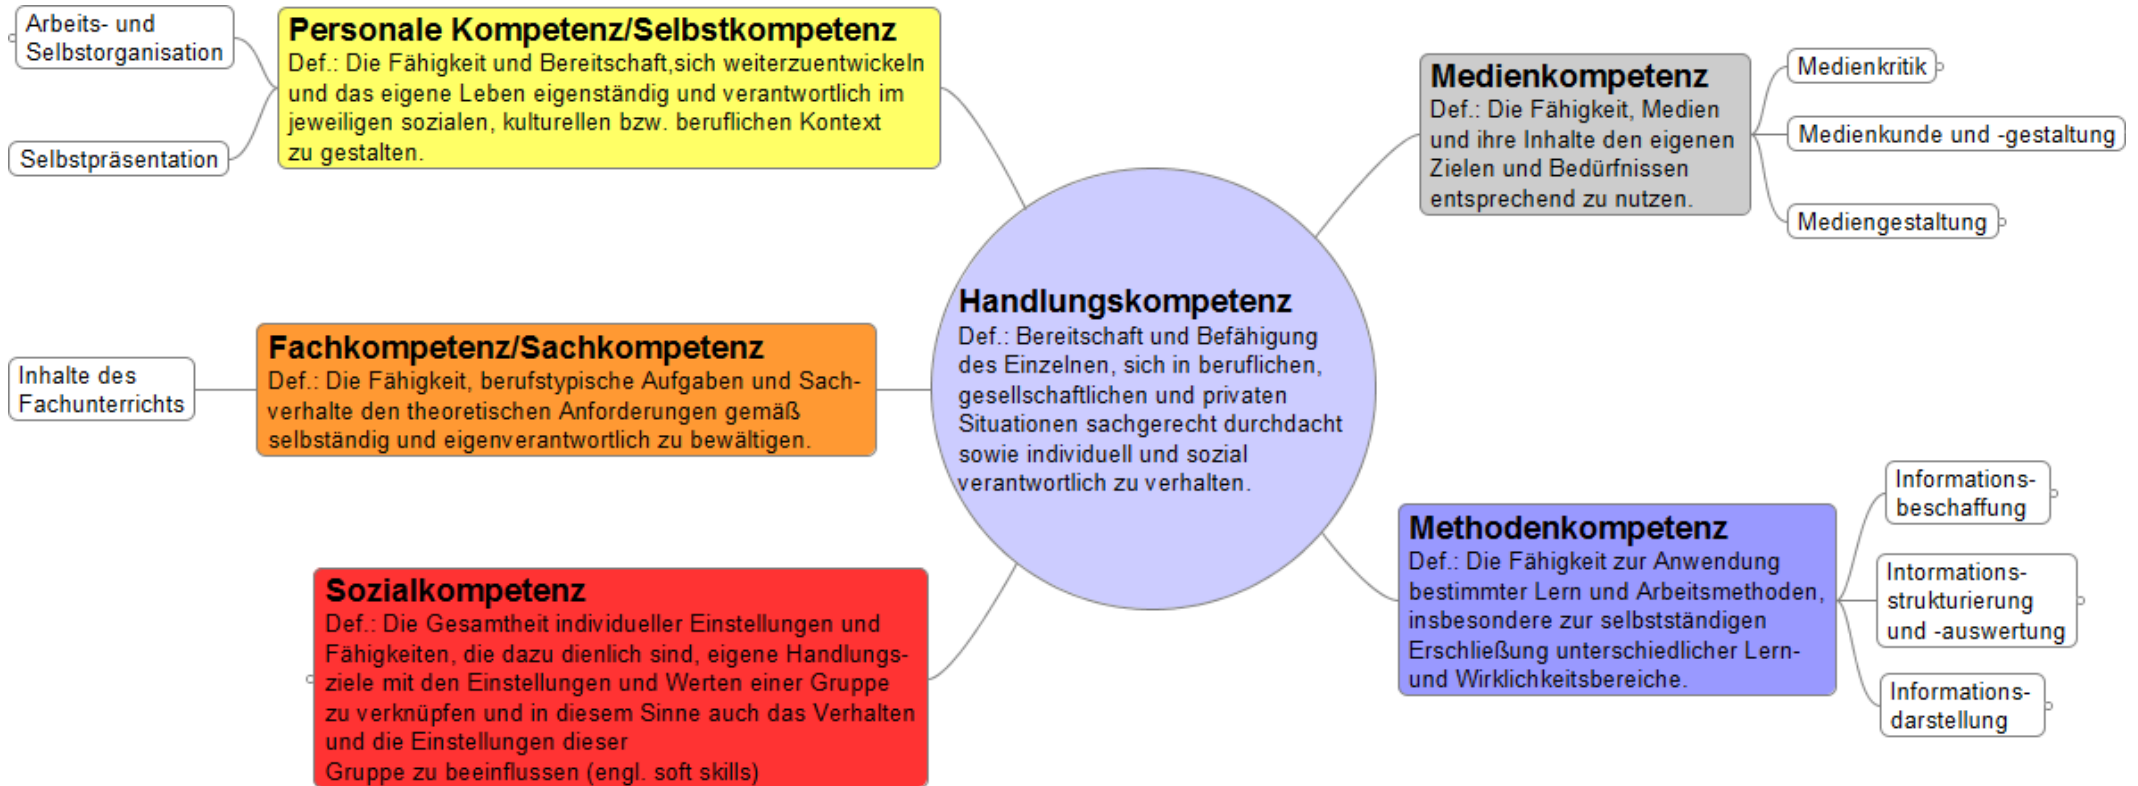 Arbeits- und
Selbstorganisation
Selbstpräsentation
Personale Kompetenz/Selbstkompetenz
Def.: Die Fähigkeit und Bereitschaft,sich weiterzuentwickeln
und das eigene Leben eigenständig und verantwortlich im
jeweiligen sozialen, kulturellen bzw. beruflichen Kontext
zu gestalten.
Medienkompetenz
Def.: Die Fähigkeit, Medien
und ihre Inhalte den eigenen
Zielen und Bedürfnissen
entsprechend zu nutzen.
Medienkritik
Medienkunde und -gestaltung
Mediengestaltung
Handlungskompetenz
Def.: Bereitschaft und Befähigung
des Einzelnen, sich in beruflichen,
gesellschaftlichen und privaten
Situationen sachgerecht durchdacht
sowie individuell und sozial
verantwortlich zu verhalten.
Inhalte des
Fachunterrichts
Fachkompetenz/Sachkompetenz
Def.: Die Fähigkeit, berufstypische Aufgaben und Sach-
verhalte den theoretischen Anforderungen gemäß
selbständig und eigenverantwortlich zu bewältigen.
Sozialkompetenz
Def.: Die Gesamtheit individueller Einstellungen und
Fähigkeiten, die dazu dienlich sind, eigene Handlungs-
ziele mit den Einstellungen und Werten einer Gruppe
zu verknüpfen und in diesem Sinne auch das Verhalten
und die Einstellungen dieser
Gruppe zu beeinflussen (engl. soft skills)
Methodenkompetenz
Def.: Die Fähigkeit zur Anwendung
bestimmter Lern und Arbeitsmethoden,
insbesondere zur selbstständigen
Erschließung unterschiedlicher Lern-
und Wirklichkeitsbereiche.
Informations-
beschaffung
Intormations-
strukturierung
und -auswertung
Informations-
darstellung